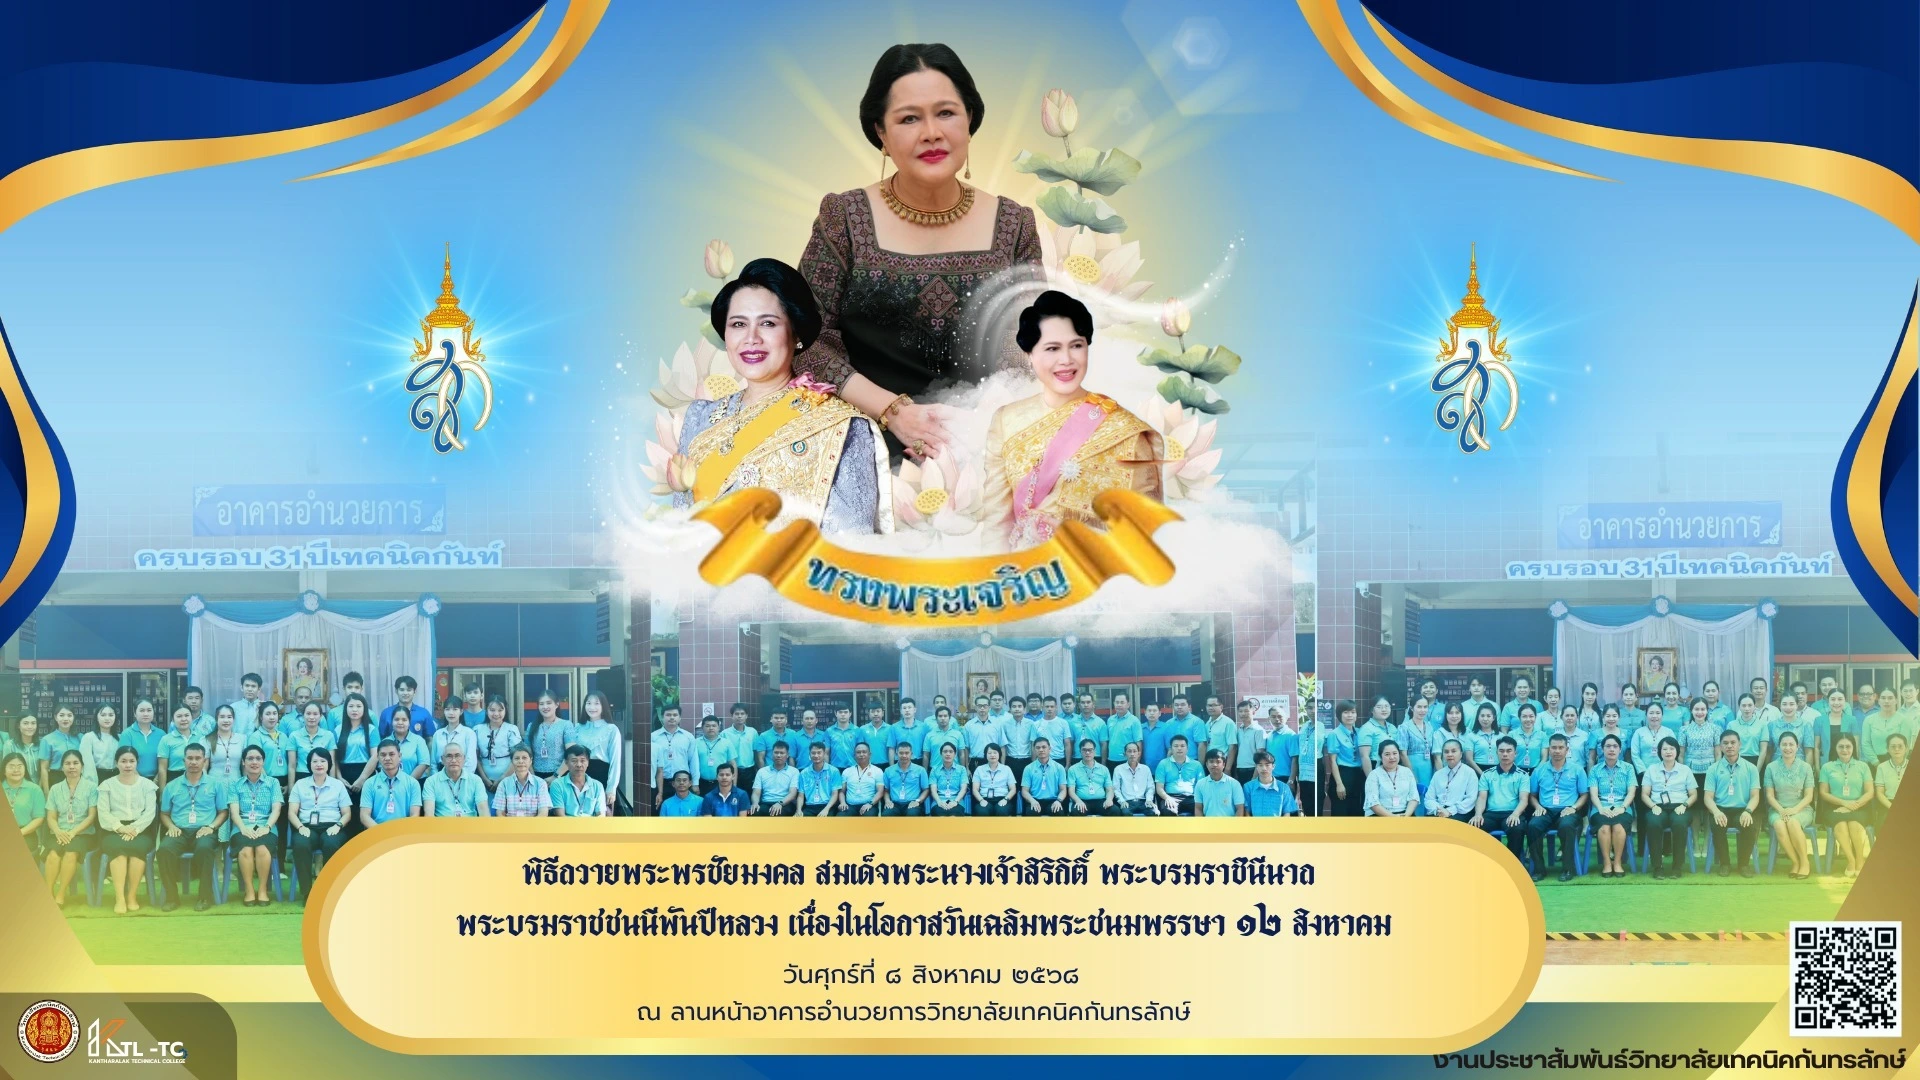 ทรงพระเจริญ
อาคารอำนวยการ
ครบรอบ 31 ปีเทคนิคกันท์
อาคารอำนวยการ
ครบรอบ 31 ปีเทคนิคกันท์
พิธีถวายพระพรชัยมงคล สมเด็จพระนางเจ้าสิริกิติ์ พระบรมราชินีนาถ
พระบรมราชชนนีพันปีหลวง เนื่องในโอกาสวันเฉลิมพระชนมพรรษา ๑๒ สิงหาคม
วันศุกร์ที่ ๘ สิงหาคม ๒๕๖๘
ณ ลานหน้าอาคารอำนวยการวิทยาลัยเทคนิคกันทรลักษ์
KTL -TC
KANTHARALAK TECHNICAL COLLEGE
งานประชาสัมพันธ์วิทยาลัยเทคนิคกันทรลักษ์